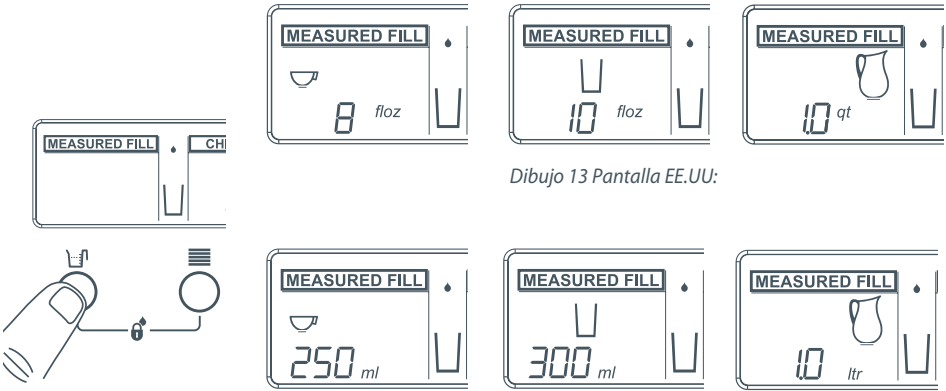 MEASURED FILL
8 floz
MEASURED FILL
10 floz
MEASURED FILL
1.0 qt
MEASURED FILL CH
Dibujo 13 Pantalla EE.UU:
MEASURED FILL
250 ml
MEASURED FILL
300 ml
MEASURED FILL
1.0 ltr